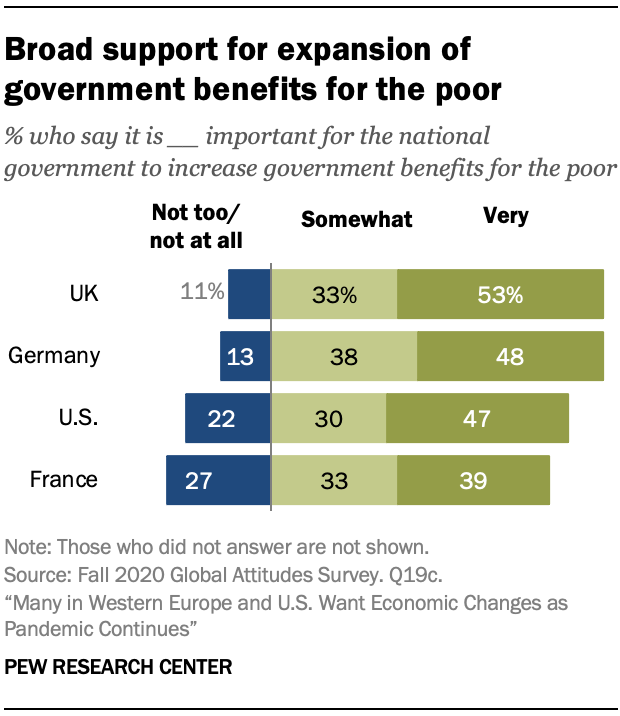 Broad support for expansion of
government benefits for the poor
% who say it is __ important for the national
government to increase government benefits for the poor
Not too/
not at all
Somewhat
Very
UK 11% 33% 53%
Germany 13 38 48
U.S. 22 30 47
France 27 33 39
Note: Those who did not answer are not shown.
Source: Fall 2020 Global Attitudes Survey. Q19c.
“Many in Western Europe and U.S. Want Economic Changes as
Pandemic Continues”
PEW RESEARCH CENTER